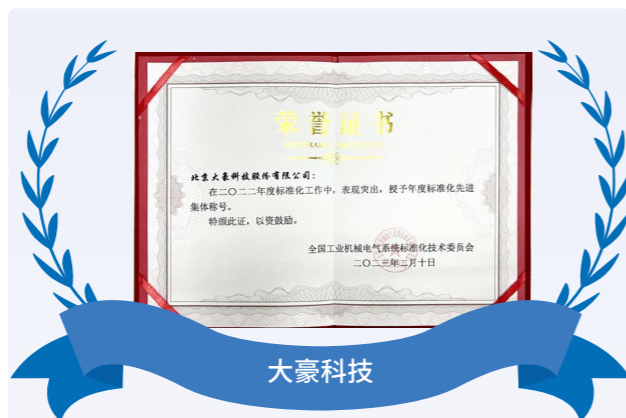 荣誉证书
北京大豪科技股份有限公司：
在二〇二二年度标准化工作中，表现突出，授予年度标准化先进
集体称号。
特颁此证，以资鼓励。
全国工业机械电气系统标准化技术委员会
二〇二三年二月十日
大豪科技